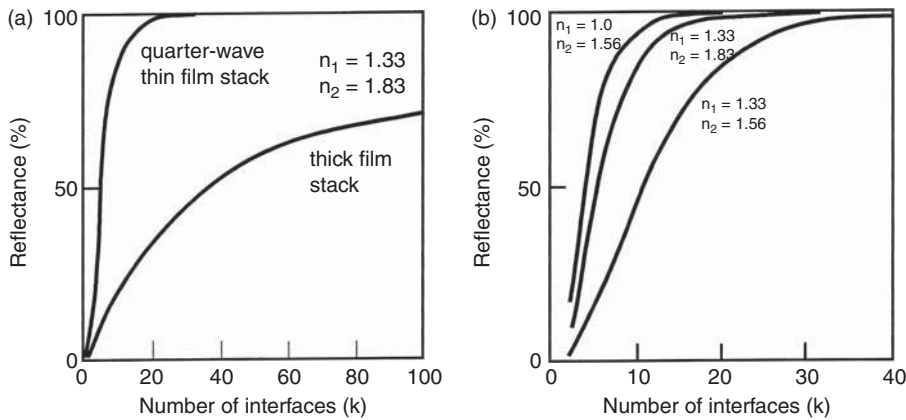 (a)
100
50
0
Reflectance (%)
quarter-wave
thin film stack
n₁ = 1.33
n₂ = 1.83
thick film
stack
0 20 40 60 80 100
Number of interfaces (k)
(b)
100
50
0
Reflectance (%)
n₁ = 1.0
n₂ = 1.56
n₁ = 1.33
n₂ = 1.83
n₁ = 1.33
n₂ = 1.56
0 10 20 30 40
Number of interfaces (k)